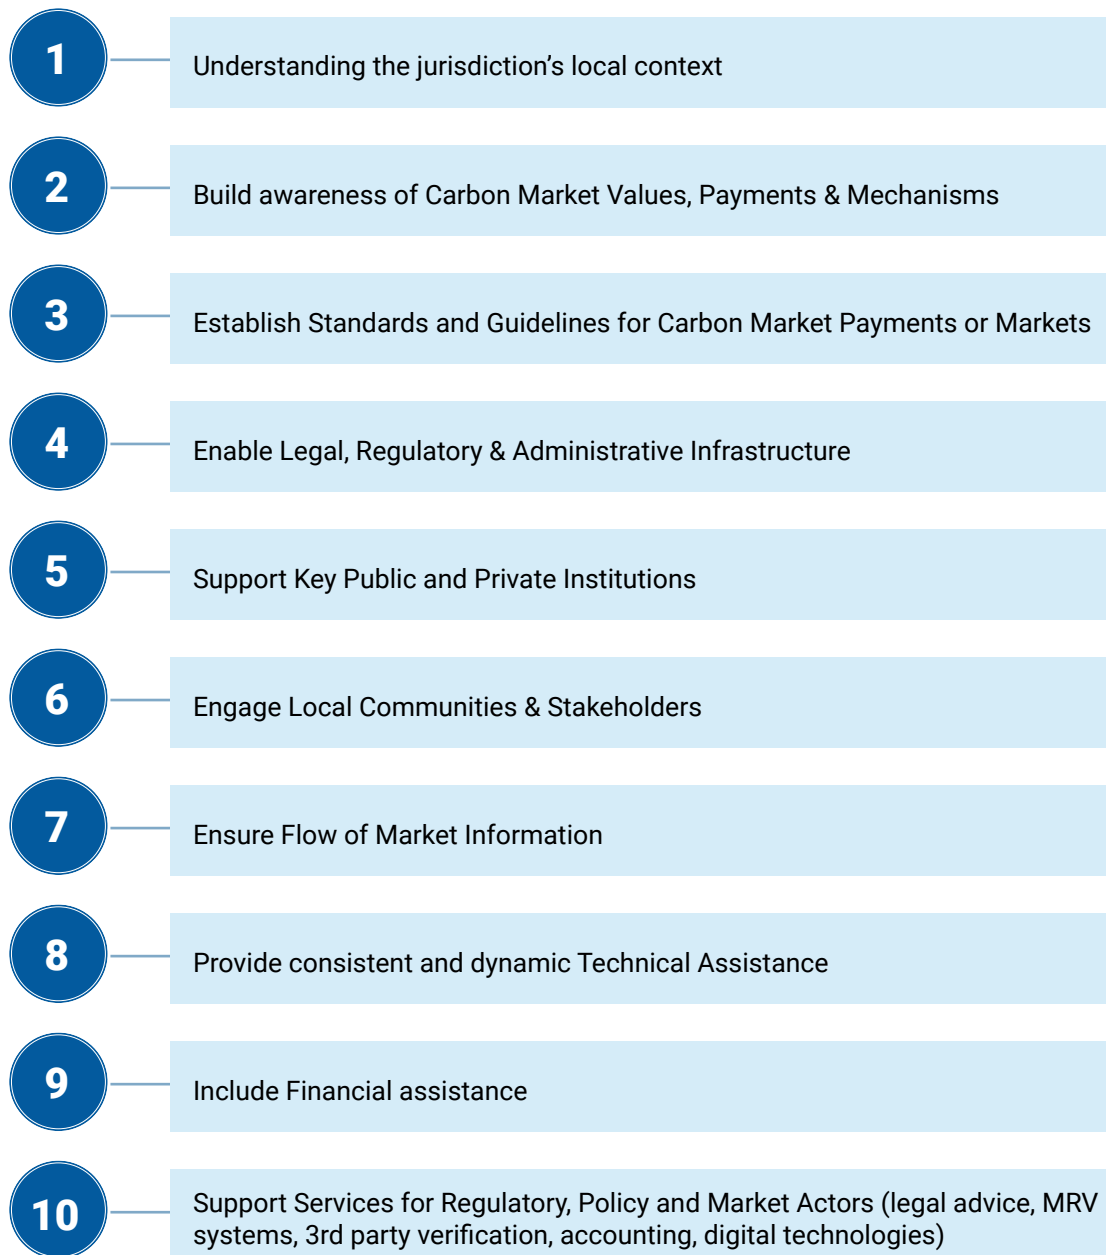 1
Understanding the jurisdiction’s local context
2
Build awareness of Carbon Market Values, Payments & Mechanisms
3
Establish Standards and Guidelines for Carbon Market Payments or Markets
4
Enable Legal, Regulatory & Administrative Infrastructure
5
Support Key Public and Private Institutions
6
Engage Local Communities & Stakeholders
7
Ensure Flow of Market Information
8
Provide consistent and dynamic Technical Assistance
9
Include Financial assistance
10
Support Services for Regulatory, Policy and Market Actors (legal advice, MRV
systems, 3rd party verification, accounting, digital technologies)